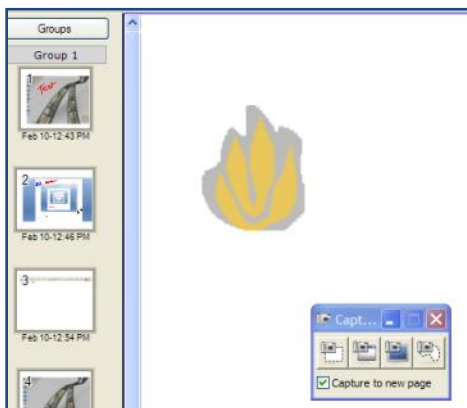 Groups
Group 1
1
Test
Feb 10-12:43 PM
2
Feb 10-12:46 PM
3
Feb 10-12:54 PM
4
Capt...
Capture to new page